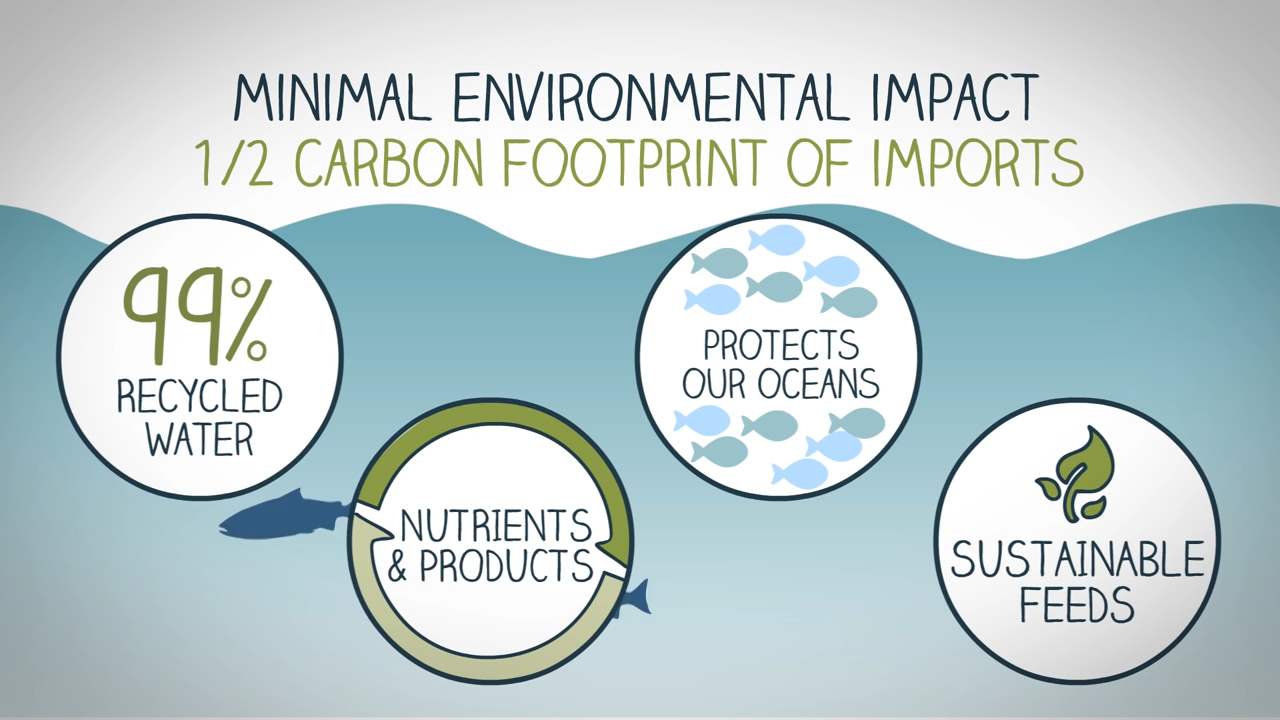 MINIMAL ENVIRONMENTAL IMPACT
1/2 CARBON FOOTPRINT OF IMPORTS
99%
RECYCLED
WATER
NUTRIENTS
& PRODUCTS
PROTECTS
OUR OCEANS
SUSTAINABLE
FEEDS